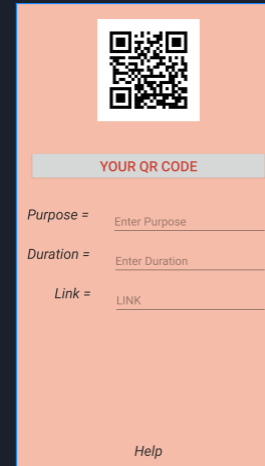 YOUR QR CODE
Purpose = Enter Purpose
Duration = Enter Duration
Link = LINK
Help